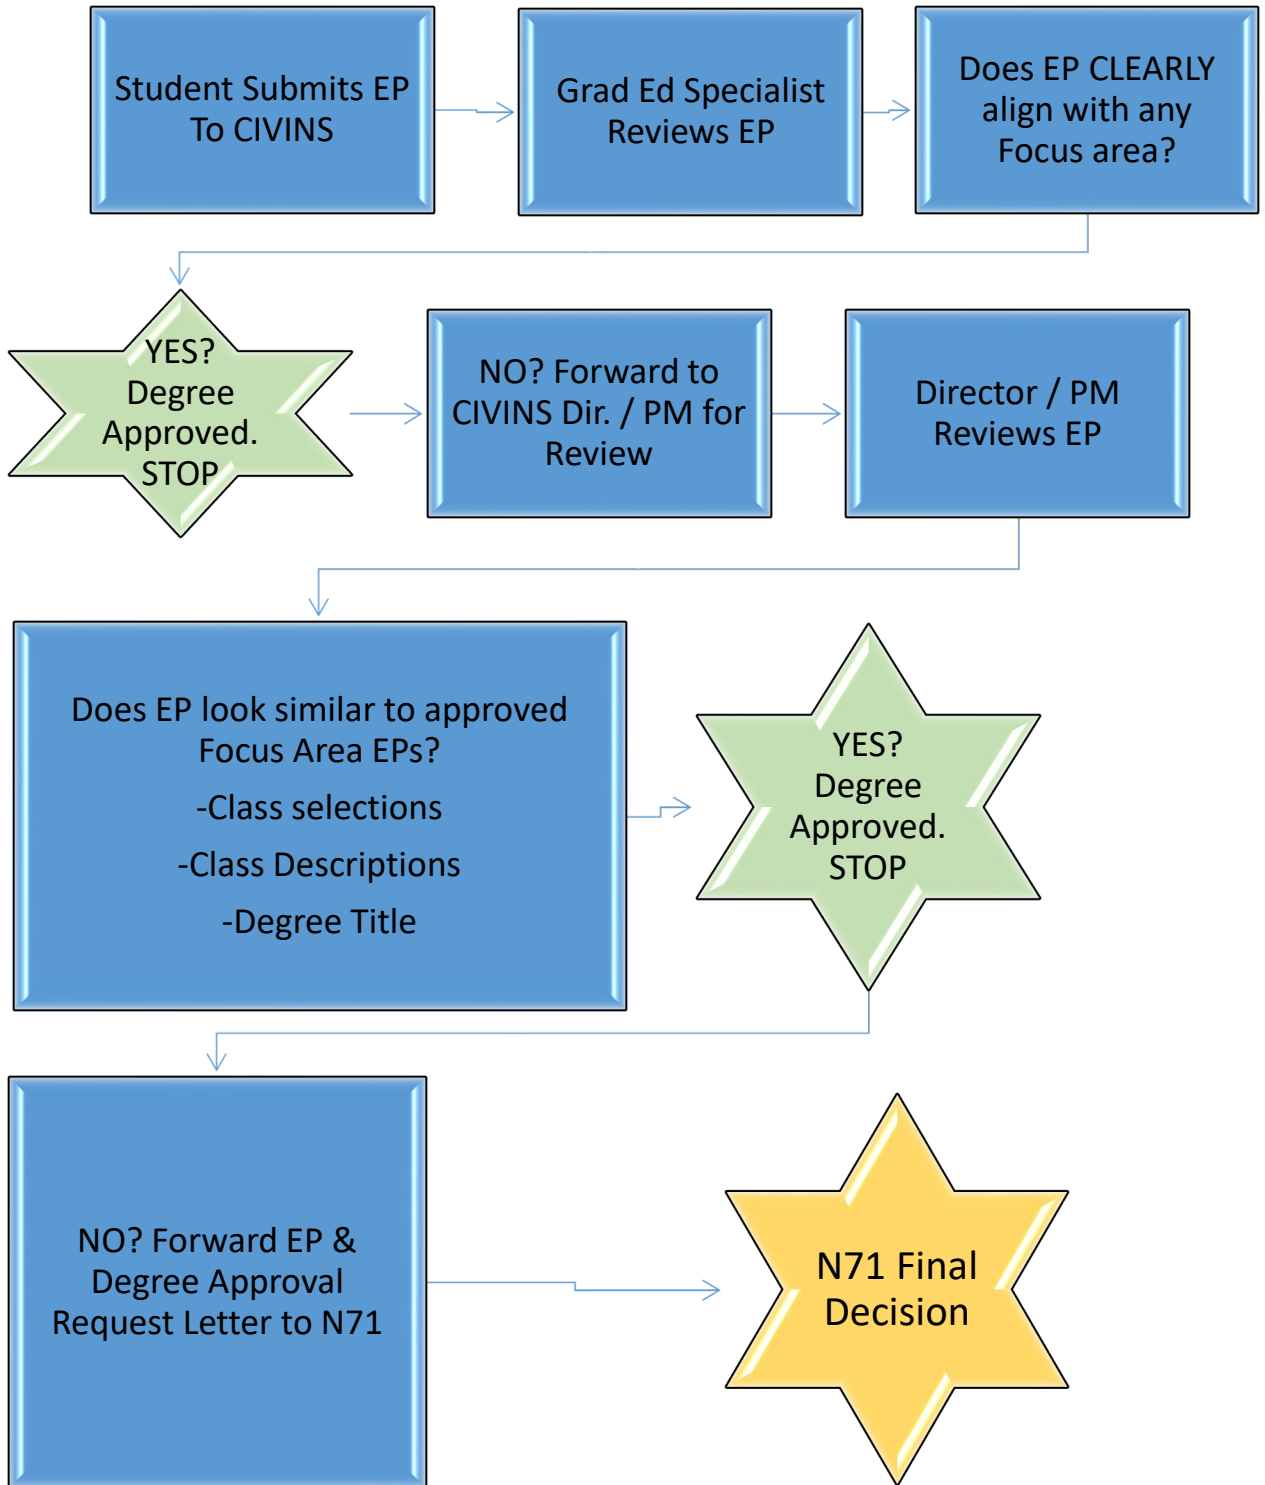 Student Submits EP
To CIVINS
Grad Ed Specialist
Reviews EP
Does EP CLEARLY
align with any
Focus area?
YES?
Degree
Approved.
STOP
NO? Forward to
CIVINS Dir. / PM for
Review
Director / PM
Reviews EP
Does EP look similar to approved
Focus Area EPs?
-Class selections
-Class Descriptions
-Degree Title
YES?
Degree
Approved.
STOP
NO? Forward EP &
Degree Approval
Request Letter to N71
N71 Final
Decision